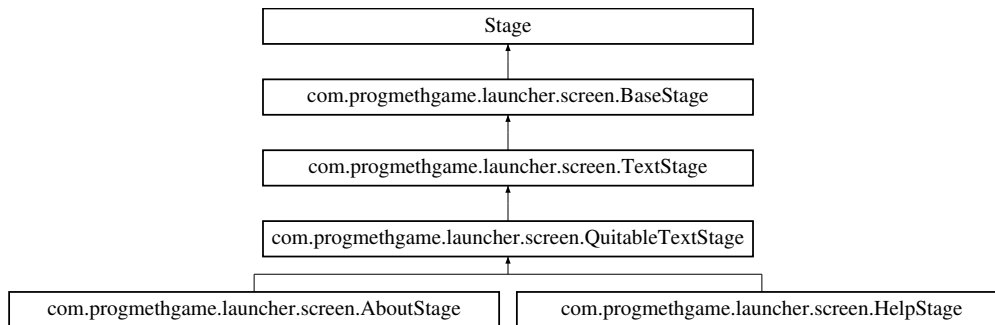 Stage
com.progmethgame.launcher.screen.BaseStage
com.progmethgame.launcher.screen.TextStage
com.progmethgame.launcher.screen.QuitableTextStage
com.progmethgame.launcher.screen.AboutStage
com.progmethgame.launcher.screen.HelpStage